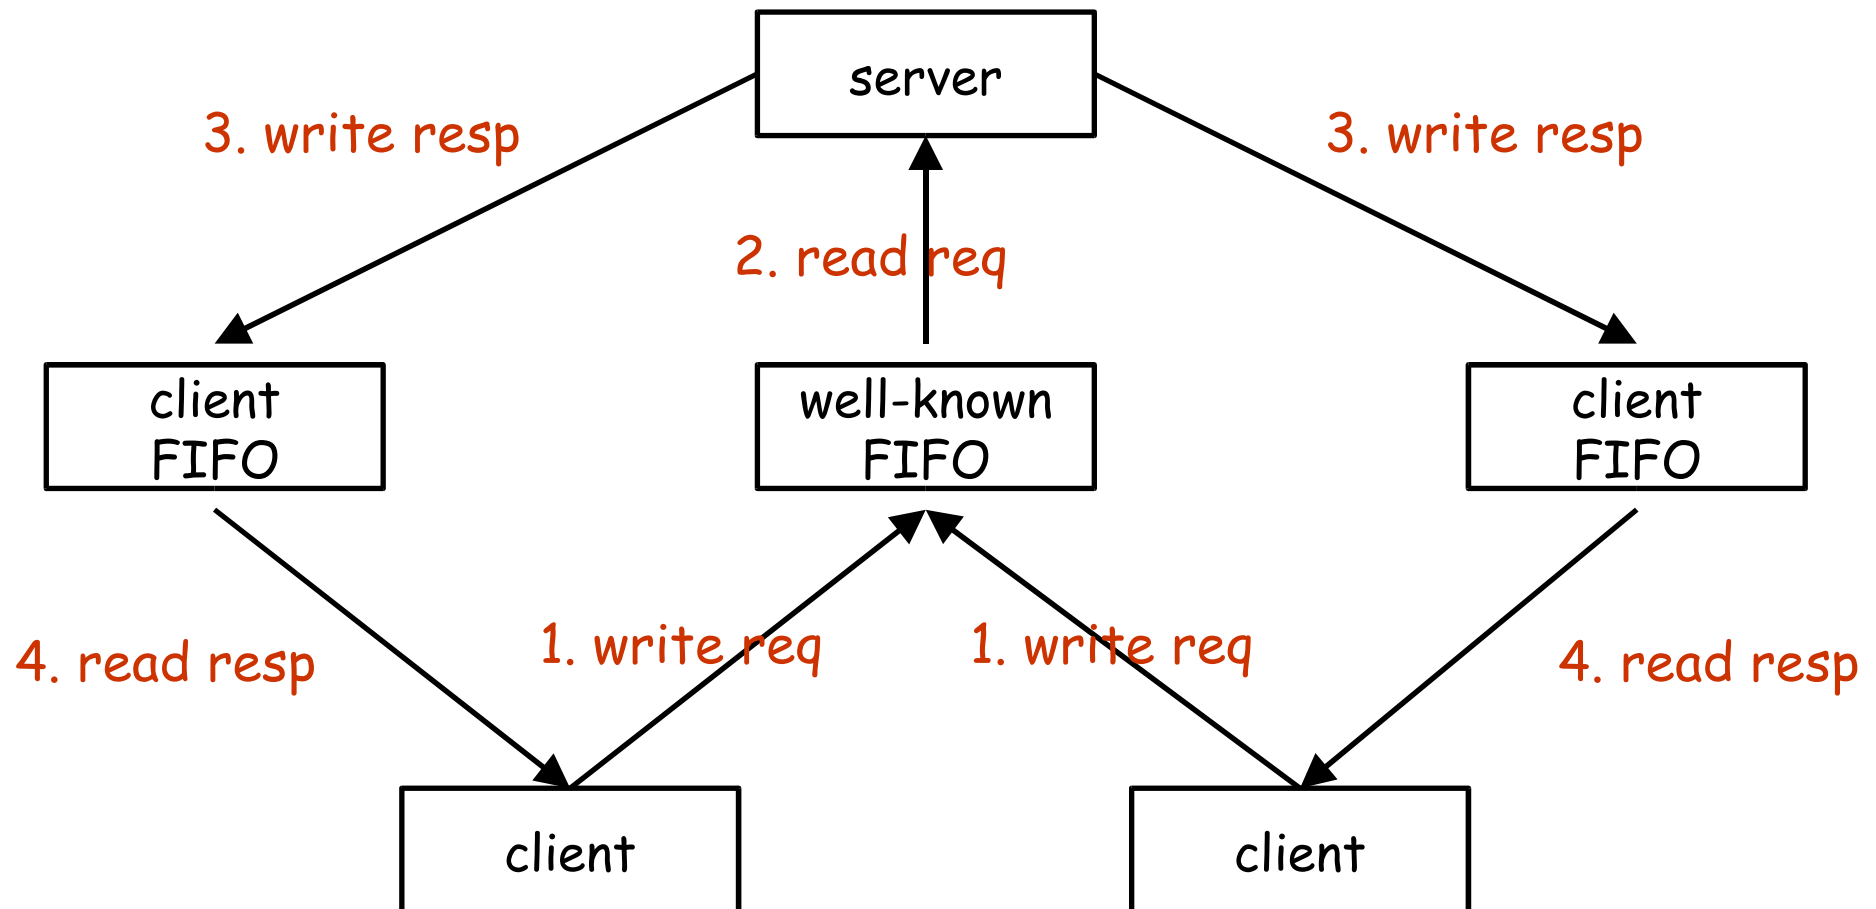 server
3. write resp
3. write resp
2. read req
client
FIFO
well-known
FIFO
client
FIFO
1. write req
1. write req
4. read resp
4. read resp
client
client